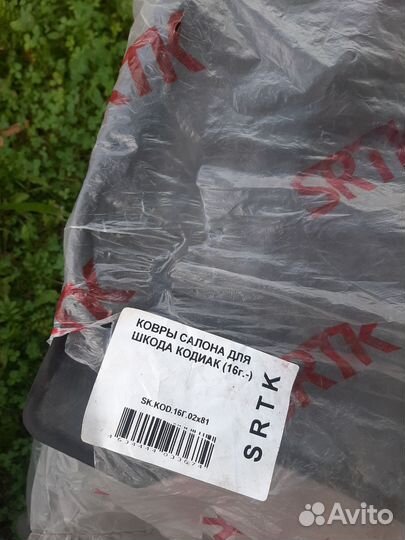 SRTK
SRTK
SRTK
КОВРЫ САЛОНА ДЛЯ
ШКОДА КОДИАК (16г.-)
SK.KOD.16Г.02x81
SRTK
Avito